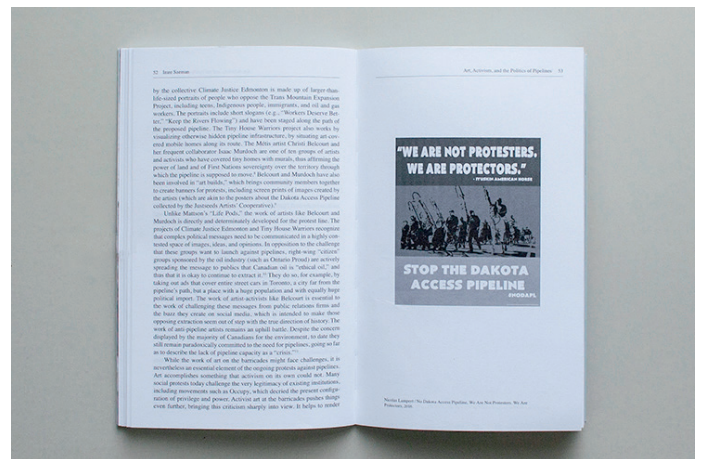 52 Imre Szeman
by the collective Climate Justice Edmonton is made up of larger-than-
life-sized portraits of people who oppose the Trans Mountain Expansion
Project, including teens, Indigenous people, immigrants, and oil and gas
workers. The portraits include short slogans (e.g., "Workers Deserve Bet-
ter," "Keep the Rivers Flowing") and have been staged along the path of
the proposed pipeline. The Tiny House Warriors project also works by
visualizing otherwise hidden pipeline infrastructure, by situating art-cov-
ered mobile homes along its route. The Métis artist Christi Belcourt and
her frequent collaborator Isaac Murdoch are one of ten groups of artists
and activists who have covered tiny homes with murals, thus affirming the
power of land and of First Nations sovereignty over the territory through
which the pipeline is supposed to move. Belcourt and Murdoch have also
been involved in "art builds," which brings community members together
to create banners for protests, including screen prints of images created by
the artists (which are akin to the posters about the Dakota Access Pipeline
collected by the Justseeds Artists' Cooperative).
Unlike Mattson's "Life Pods," the work of artists like Belcourt and
Murdoch is directly and determinately developed for the protest line. The
projects of Climate Justice Edmonton and Tiny House Warriors recognize
that complex political messages need to be communicated in a highly con-
tested space of images, ideas, and opinions. In opposition to the challenge
that these groups want to launch against pipelines, right-wing "citizen"
groups sponsored by the oil industry (such as Ontario Proud) are actively
spreading the message to publics that Canadian oil is "ethical oil," and
thus that it is okay to continue to extract it. They do so, for example, by
taking out ads that cover entire street cars in Toronto, a city far from the
pipeline's path, but a place with a huge population and with equally huge
political import. The work of artist-activists like Belcourt is essential to
the work of challenging these messages from public relations firms and
the bazz they create on social media, which is intended to make those
opposing extraction seem out of step with the true direction of history. The
work of anti-pipeline artists remains an uphill battle. Despite the concern
displayed by the majority of Canadians for the environment, to date they
still remain paradoxically committed to the need for pipelines, going so far
as to describe the lack of pipeline capacity as a "crisis."
While the work of art on the barricades might face challenges, it is
nevertheless an essential element of the ongoing protests against pipelines.
Art accomplishes something that activism on its own could not. Many
social protests today challenge the very legitimacy of existing institutions,
including movements such as Occupy, which decried the present config-
uration of privilege and power. Activist art at the barricades pushes things
even further, bringing this criticism sharply into view. It helps to render
Art, Activism, and the Politics of Pipelines 53
"WE ARE NOT PROTESTERS,
WE ARE PROTECTORS."
- IYUSKIN AMERICAN HORSE
STOP THE DAKOTA
ACCESS PIPELINE
#NODAPL
Nicolas Lampert / No Dakota Access Pipeline, We Are Not Protesters, We Are
Protectors, 2016